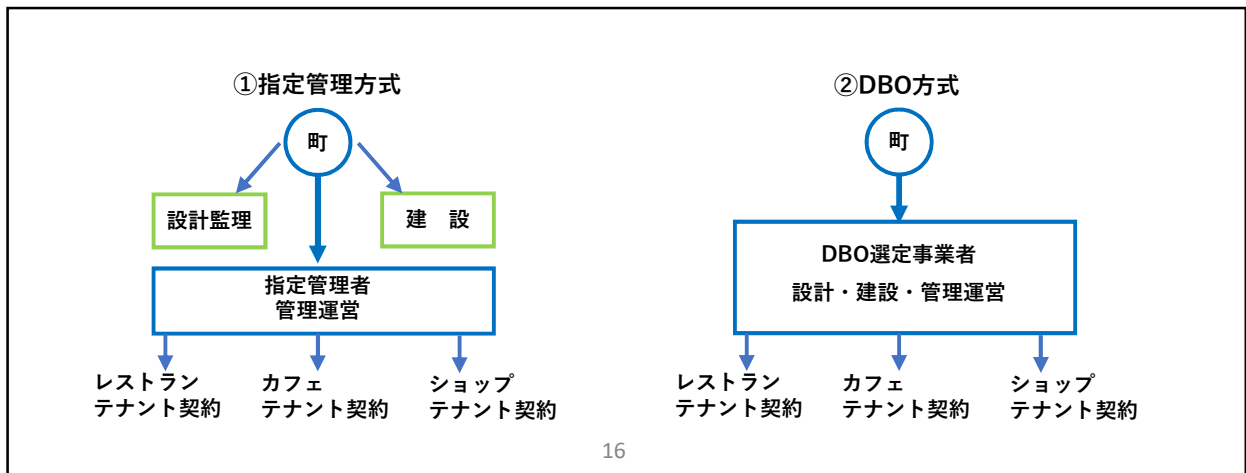 ①指定管理方式
町
設計監理
建　設
指定管理者
管理運営
レストラン
テナント契約
カフェ
テナント契約
ショップ
テナント契約
②DBO方式
町
DBO選定事業者
設計・建設・管理運営
レストラン
テナント契約
カフェ
テナント契約
ショップ
テナント契約
16